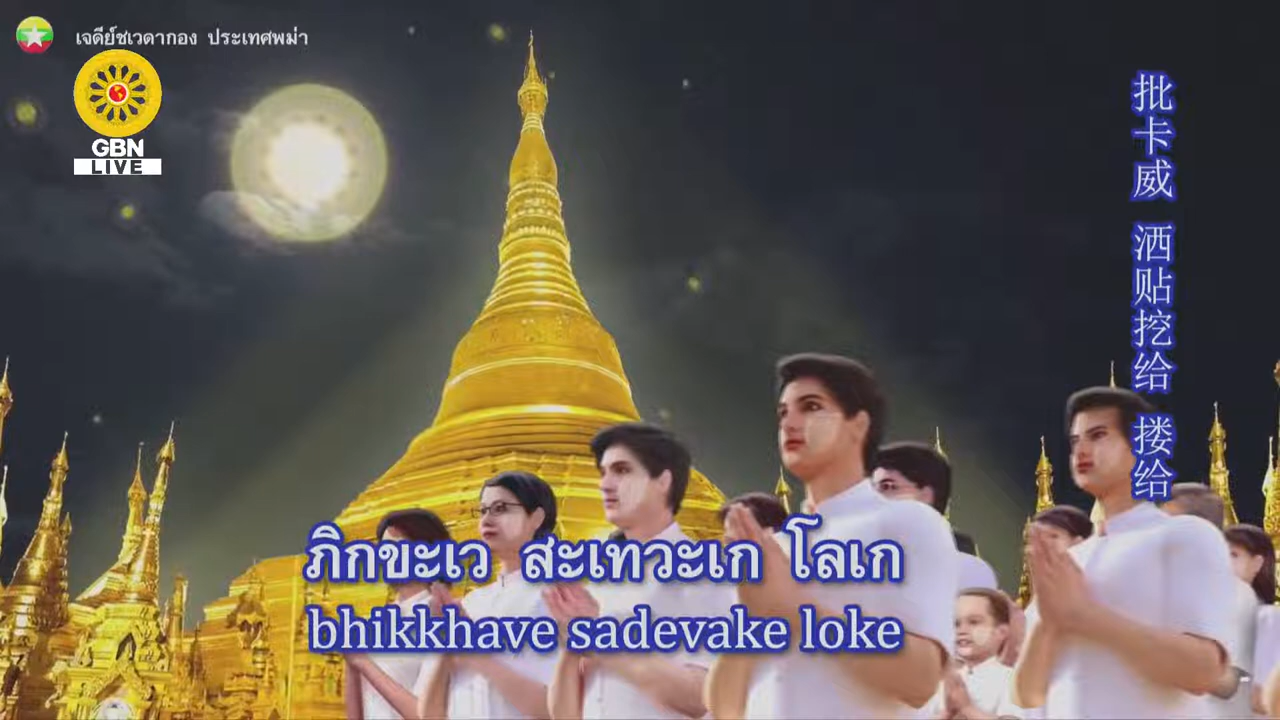 เจดีย์ชเวดากอง ประเทศพม่า
GBN
LIVE
批卡威 洒贴挖给 搂给
ภิกขะเว สะเทวะเก โลเก
bhikkhave sadevake loke